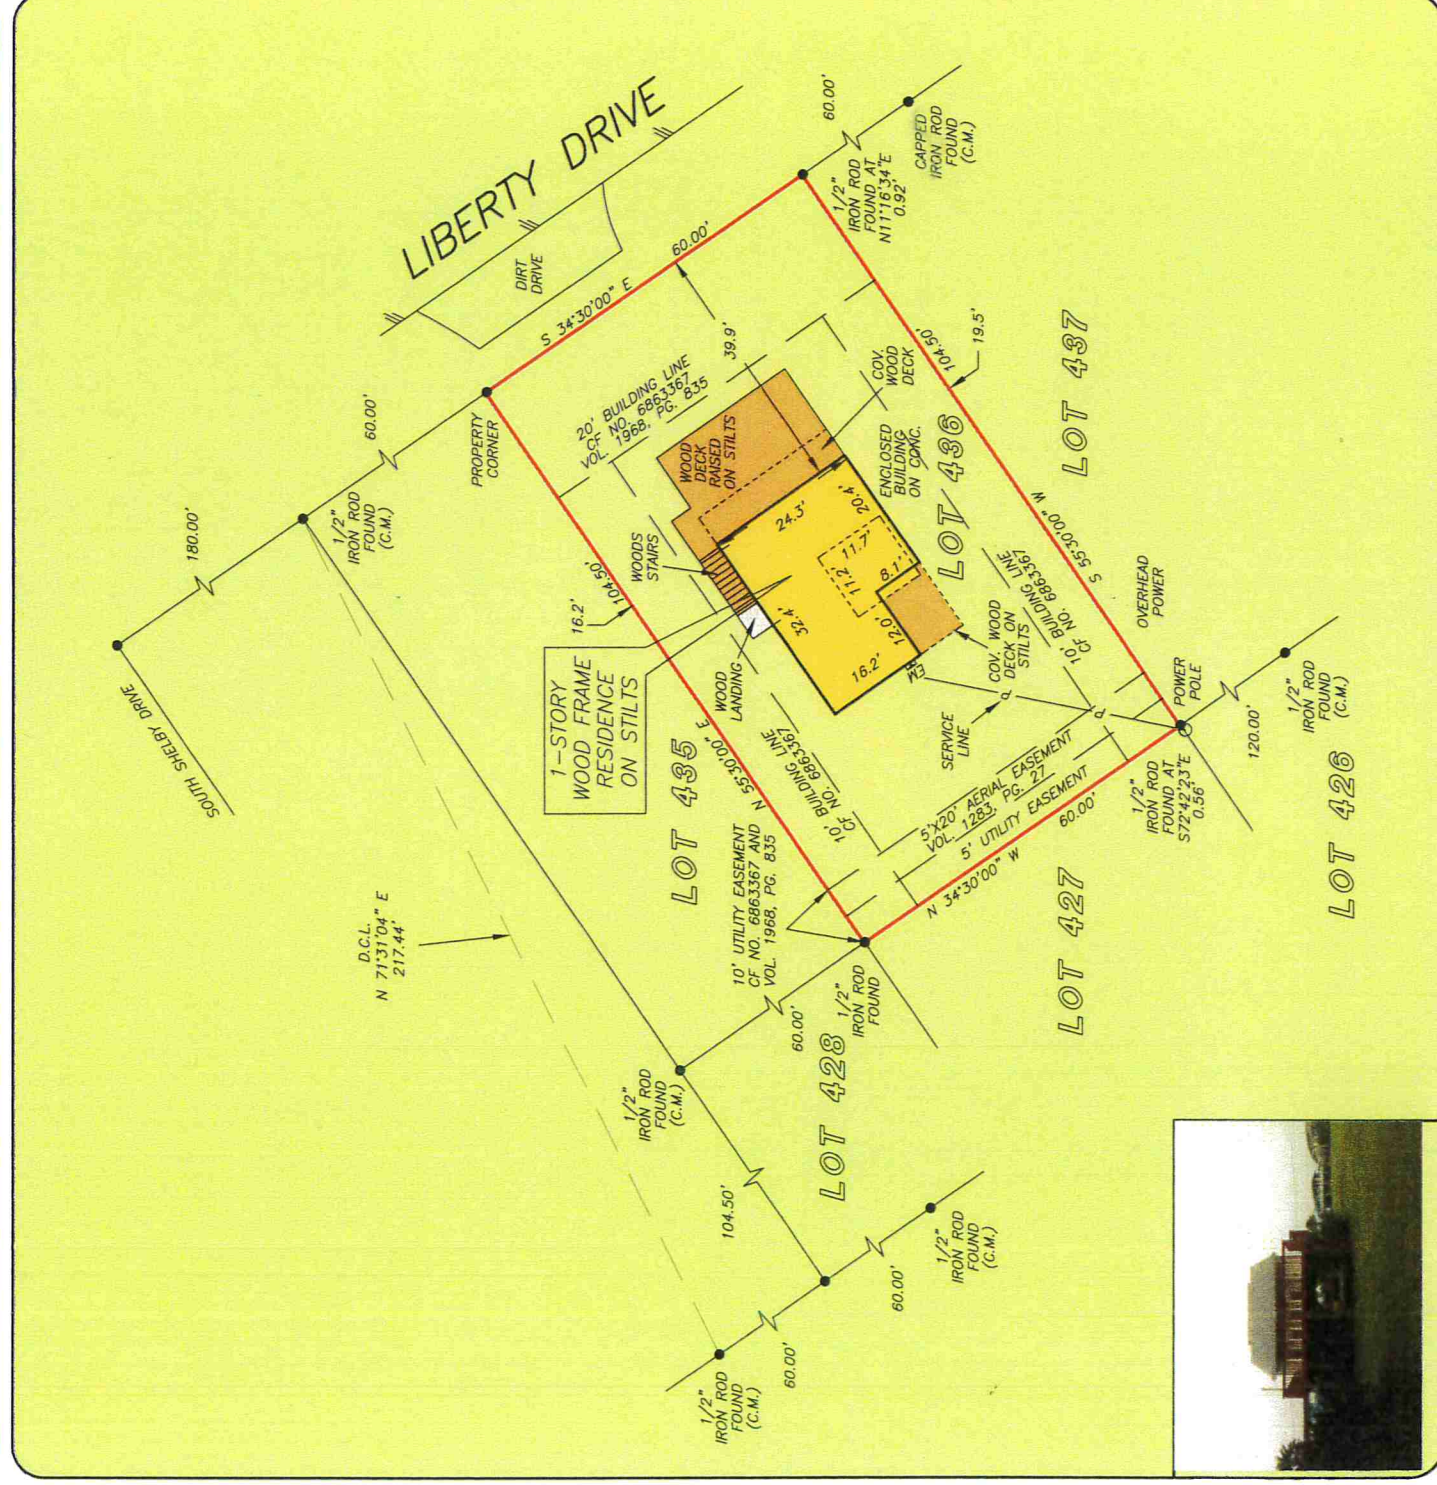 LIBERTY DRIVE
DIRT
DRIVE
60.00'
CAPPED
IRON ROD
FOUND
(C.M.)
1/2"
IRON ROD
FOUND AT
N11°16'34"E
0.92'
S 34°30'00" E
60.00'
60.00'
PROPERTY
CORNER
180.00'
1/2"
IRON ROD
FOUND
(C.M.)
SOUTH SHELBY DRIVE
20' BUILDING LINE
CF NO. 6863367
VOL. 1968, PG. 835
39.9'
WOOD
DECK
RAISED
ON STILTS
COV.
WOOD
DECK
104.50'
19.5'
ENCLOSED
BUILDING
ON CONC.
LOT 436
LOT 437
WOODS
STAIRS
24.3'
20.4'
11.7'
11.2'
8.1'
32.4'
12.0'
16.2'
104.50'
16.2'
1-STORY
WOOD FRAME
RESIDENCE
ON STILTS
WOOD
LANDING
EM
COV. WOOD
DECK ON
STILTS
10' BUILDING LINE
CF NO. 6863367
S 55°30'00" W
OVERHEAD
POWER
POWER
POLE
SERVICE
LINE
P
P
N 55°30'00" E
10' BUILDING LINE
CF NO. 6863367
LOT 435
5'X20' AERIAL EASEMENT
VOL. 1283, PG. 27
5' UTILITY EASEMENT
60.00'
N 34°30'00" W
1/2"
IRON ROD
FOUND AT
S72°42'23"E
0.56'
120.00'
1/2"
IRON ROD
FOUND
(C.M.)
LOT 426
LOT 427
10' UTILITY EASEMENT
CF NO. 6863367 AND
VOL. 1968, PG. 835
1/2"
IRON ROD
FOUND
60.00'
LOT 428
D.C.L.
N 71°31'04" E
217.44'
1/2"
IRON ROD
FOUND
(C.M.)
104.50'
60.00'
1/2"
IRON ROD
FOUND
(C.M.)
60.00'
1/2"
IRON ROD
FOUND
(C.M.)